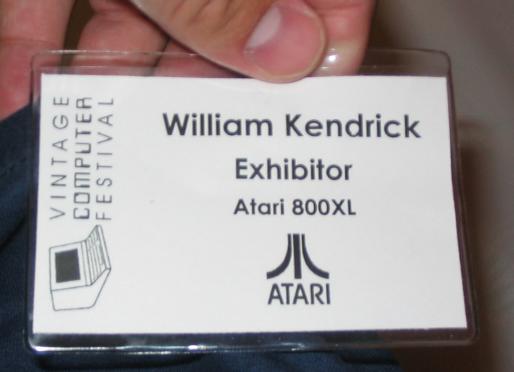 VINTAGE
COMPUTER
FESTIVAL
William Kendrick
Exhibitor
Atari 800XL
ATARI